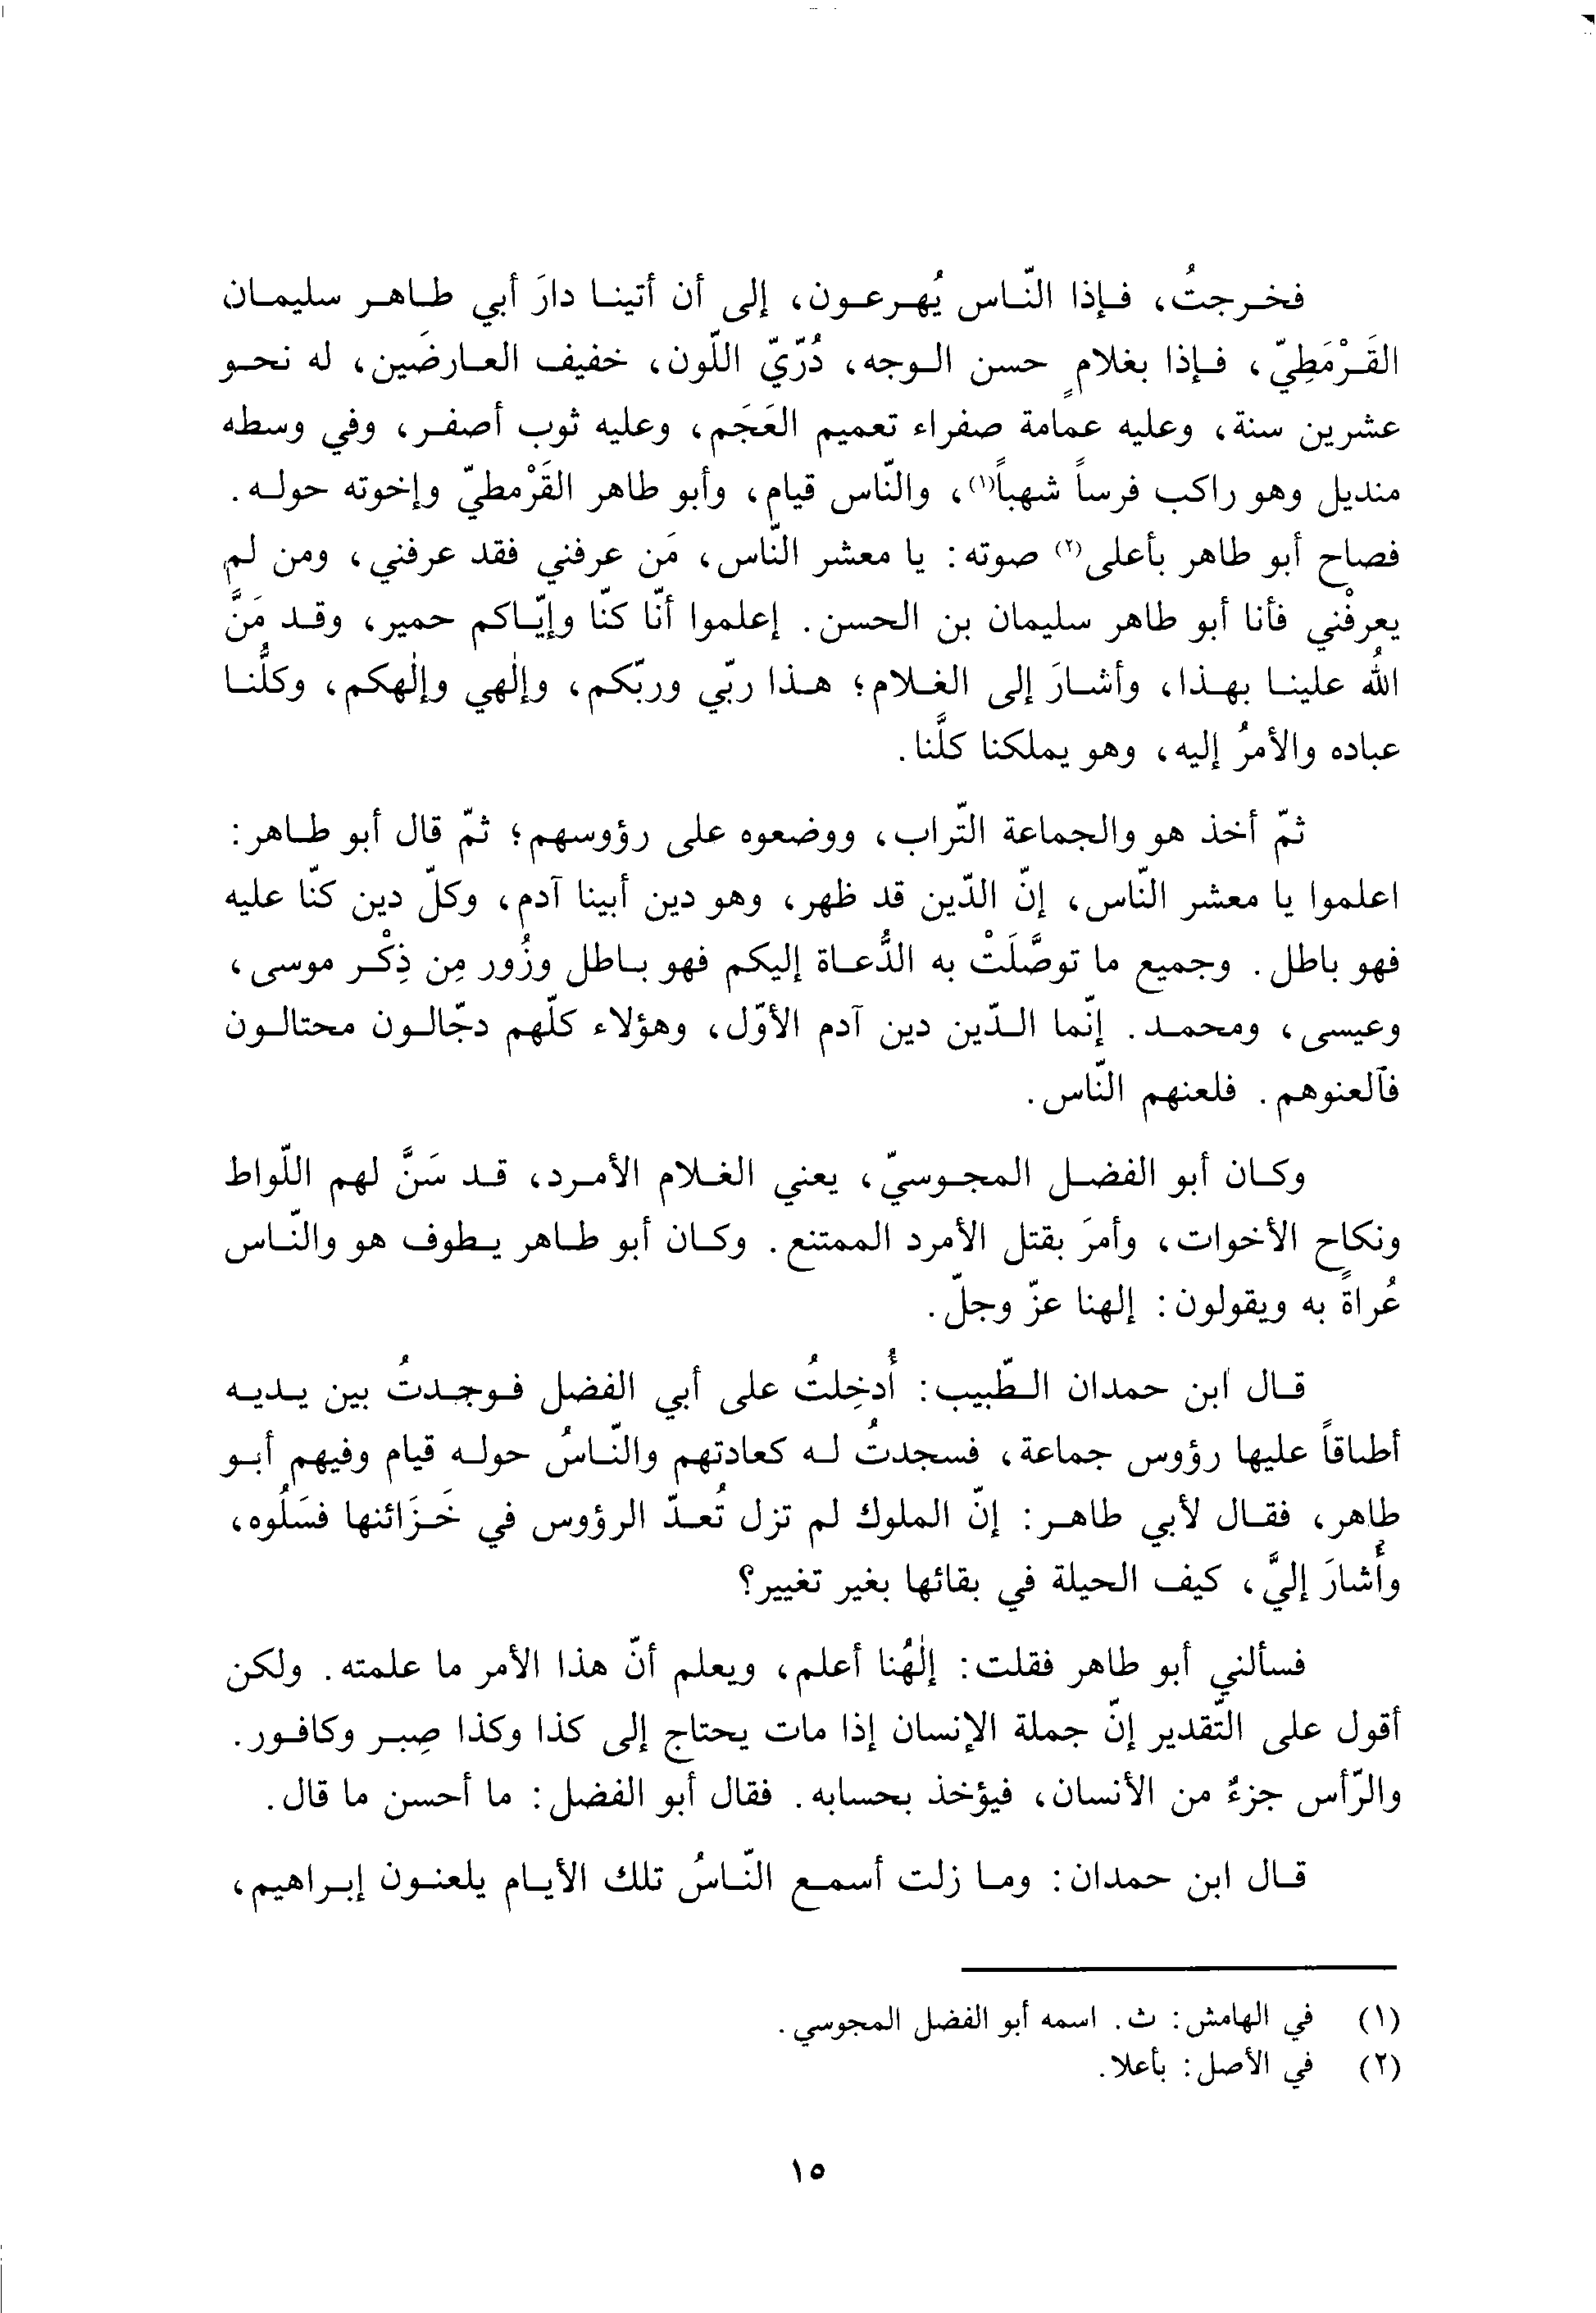 فخرجتُ، فإذا النّاس يُهرعون، إلى أن أتينا دارَ أبي طاهر سليمان
القَرْمَطِيّ، فإذا بغلامٍ حسن الوجه، دُرّيّ اللّون، خفيف العارضَين، له نحو
عشرين سنة، وعليه عمامة صفراء تعميم العَجَم، وعليه ثوب أصفر، وفي وسطه
منديل وهو راكب فرساً شهباً(١)، والنّاس قيام، وأبو طاهر القَرْمطيّ وإخوته حوله.
فصاح أبو طاهر بأعلى(٢) صوته: يا معشر النّاس، مَن عرفني فقد عرفني، ومن لم
يعرفْني فأنا أبو طاهر سليمان بن الحسن. إعلموا أنّا كنّا وإيّاكم حمير، وقد مَنَّ
اللهُ علينا بهذا، وأشارَ إلى الغلام؛ هذا ربّي وربّكم، وإلٰهي وإلٰهكم، وكلُّنا
عباده والأمرُ إليه، وهو يملكنا كلَّنا.
ثمّ أخذ هو والجماعة التّراب، ووضعوه على رؤوسهم؛ ثمّ قال أبو طاهر:
اعلموا يا معشر النّاس، إنّ الدّين قد ظهر، وهو دين أبينا آدم، وكلّ دين كنّا عليه
فهو باطل. وجميع ما توصَّلَتْ به الدُّعاة إليكم فهو باطل وزُور مِن ذِكْر موسى،
وعيسى، ومحمد. إنّما الدّين دين آدم الأوّل، وهؤلاء كلّهم دجّالون محتالون
فٱلعنوهم. فلعنهم النّاس.
وكان أبو الفضل المجوسيّ، يعني الغلام الأمرد، قد سَنَّ لهم اللّواط
ونكاح الأخوات، وأمرَ بقتل الأمرد الممتنع. وكان أبو طاهر يطوف هو والنّاس
عُراةً به ويقولون: إلهنا عزّ وجلّ.
قال ابن حمدان الطّبيب: أُدخِلتُ على أبي الفضل فوجدتُ بين يديه
أطباقاً عليها رؤوس جماعة، فسجدتُ له كعادتهم والنّاسُ حوله قيام وفيهم أبو
طاهر، فقال لأبي طاهر: إنّ الملوك لم تزل تُعدّ الرؤوس في خَزَائنها فسَلُوه،
وأشارَ إليَّ، كيف الحيلة في بقائها بغير تغيير؟
فسألني أبو طاهر فقلت: إلٰهُنا أعلم، ويعلم أنّ هذا الأمر ما علمته. ولكن
أقول على التّقدير إنّ جملة الإنسان إذا مات يحتاج إلى كذا وكذا صِبر وكافور.
والرّأس جزءٌ من الأنسان، فيؤخذ بحسابه. فقال أبو الفضل: ما أحسن ما قال.
قال ابن حمدان: وما زلت أسمع النّاسُ تلك الأيام يلعنون إبراهيم،
(١) في الهامش: ث. اسمه أبو الفضل المجوسي.
(٢) في الأصل: بأعلا.
١٥